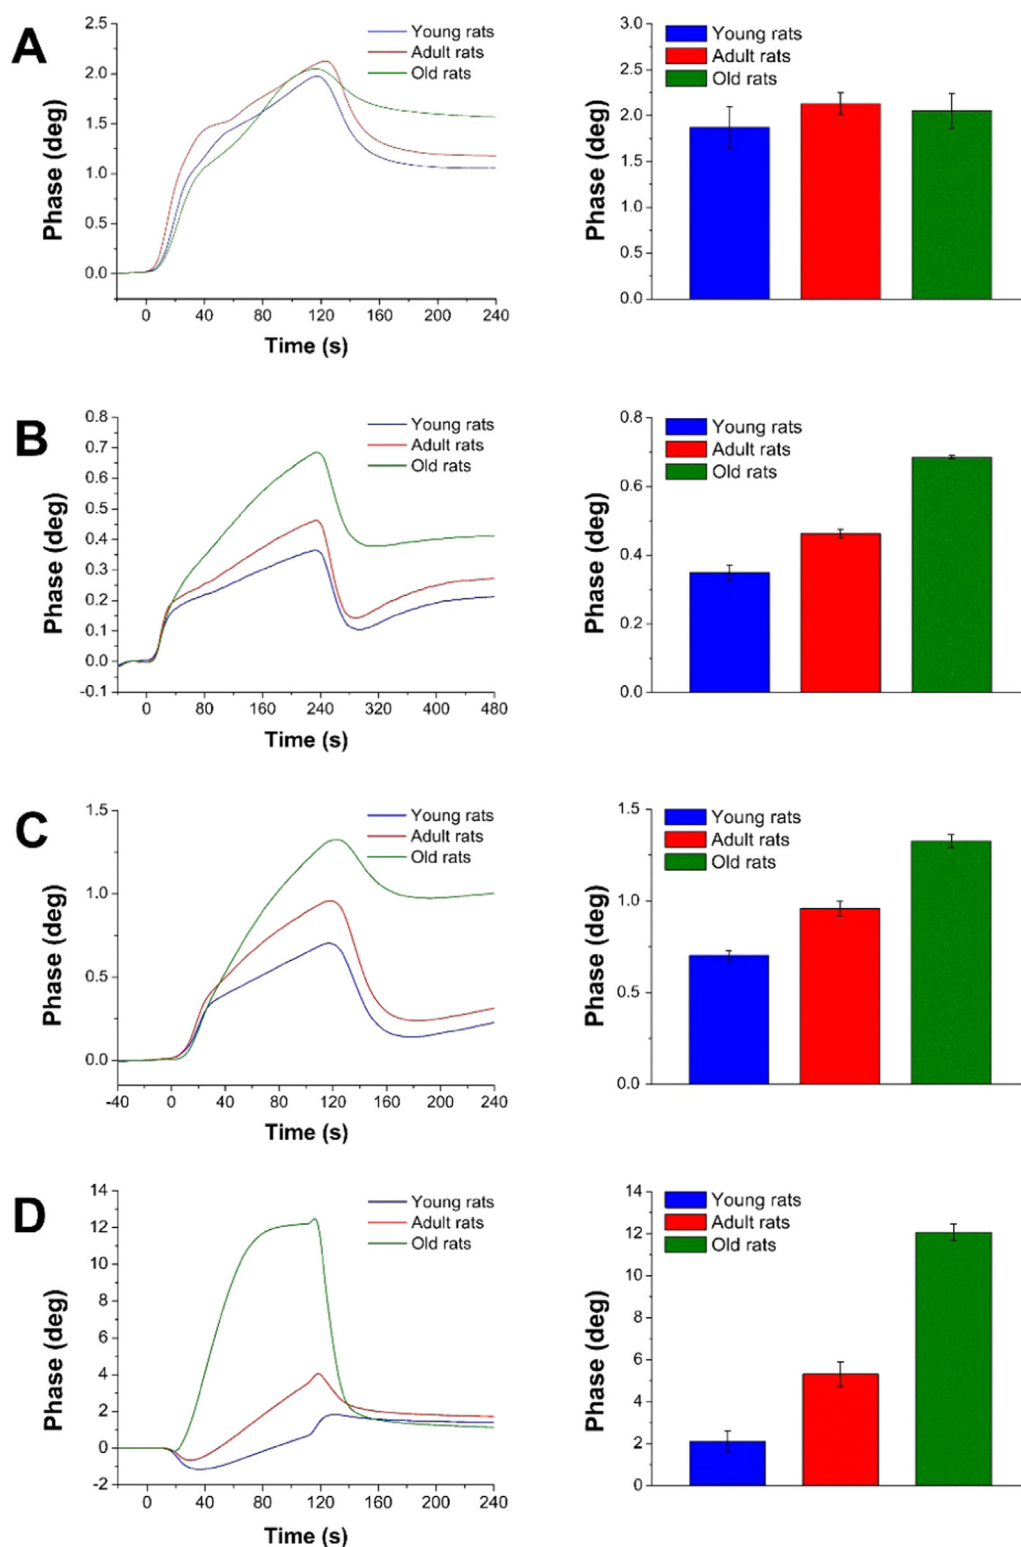 A
Phase (deg)
2.5
2.0
1.5
1.0
0.5
0.0
Young rats
Adult rats
Old rats
0 40 80 120 160 200 240
Time (s)
Phase (deg)
3.0
2.5
2.0
1.5
1.0
0.5
0.0
Young rats
Adult rats
Old rats
B
Phase (deg)
0.8
0.7
0.6
0.5
0.4
0.3
0.2
0.1
0.0
-0.1
Young rats
Adult rats
Old rats
0 80 160 240 320 400 480
Time (s)
Phase (deg)
0.8
0.6
0.4
0.2
0.0
Young rats
Adult rats
Old rats
C
Phase (deg)
1.5
1.0
0.5
0.0
Young rats
Adult rats
Old rats
-40 0 40 80 120 160 200 240
Time (s)
Phase (deg)
1.5
1.0
0.5
0.0
Young rats
Adult rats
Old rats
D
Phase (deg)
14
12
10
8
6
4
2
0
-2
Young rats
Adult rats
Old rats
0 40 80 120 160 200 240
Time (s)
Phase (deg)
14
12
10
8
6
4
2
0
Young rats
Adult rats
Old rats